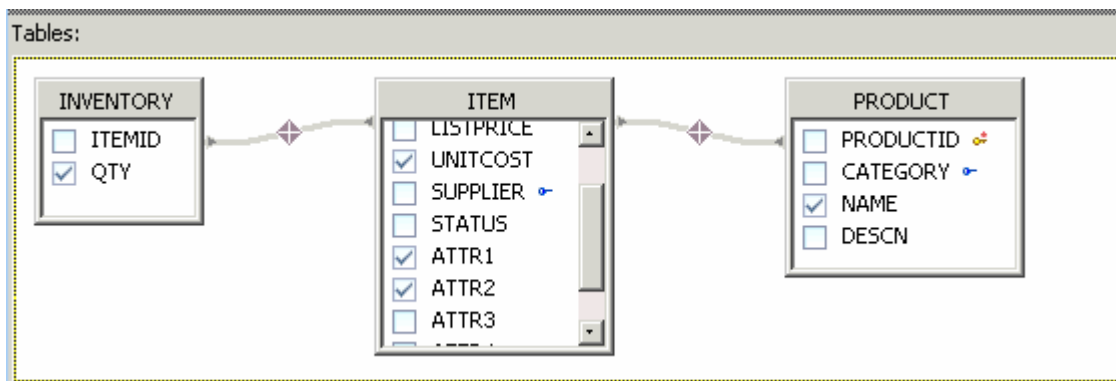 Tables:
INVENTORY
ITEMID
QTY
ITEM
LISTPRICE
UNITCOST
SUPPLIER
STATUS
ATTR1
ATTR2
ATTR3
PRODUCT
PRODUCTID
CATEGORY
NAME
DESCN